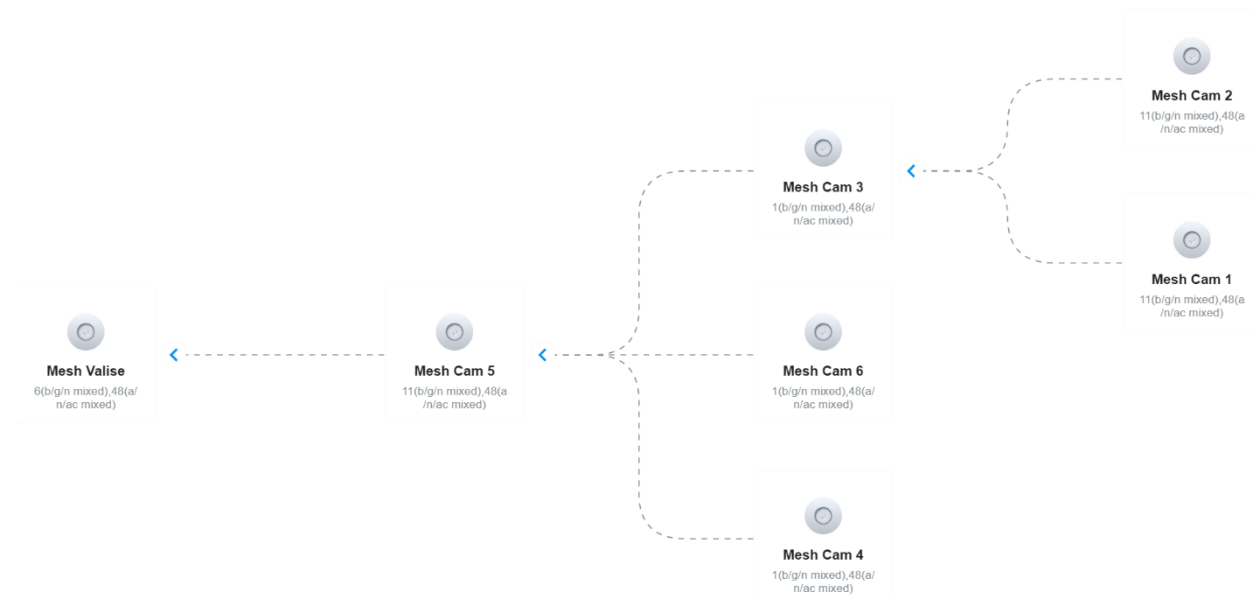 Mesh Cam 2
11(b/g/n mixed),48(a
/n/ac mixed)
Mesh Cam 3
1(b/g/n mixed),48(a/
n/ac mixed)
Mesh Cam 1
11(b/g/n mixed),48(a
/n/ac mixed)
Mesh Valise
6(b/g/n mixed),48(a/
n/ac mixed)
Mesh Cam 5
11(b/g/n mixed),48(a
/n/ac mixed)
Mesh Cam 6
1(b/g/n mixed),48(a/
n/ac mixed)
Mesh Cam 4
1(b/g/n mixed),48(a/
n/ac mixed)